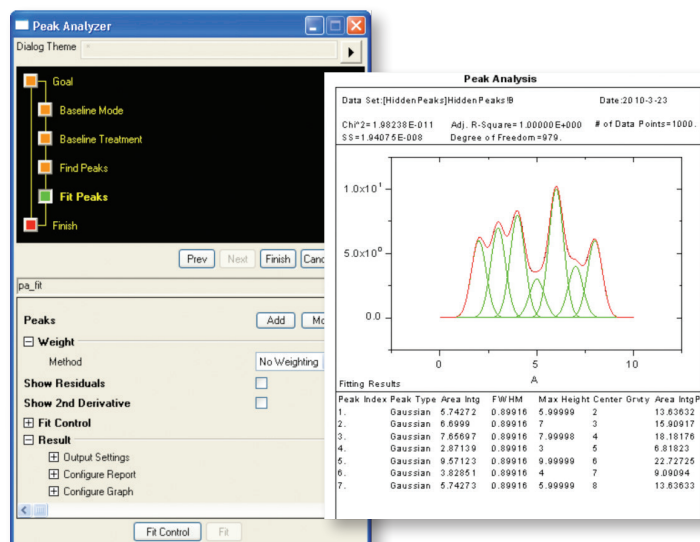 Peak Analyzer
Dialog Theme *
Goal
Baseline Mode
Baseline Treatment
Find Peaks
Fit Peaks
Finish
Prev Next Finish Canc
pa_fit
Peaks Add Mo
Weight
Method No Weighting
Show Residuals
Show 2nd Derivative
Fit Control
Result
Output Settings
Configure Report
Configure Graph
Fit Control Fit
Peak Analysis
Data Set:[HiddenPeaks]HiddenPeaks!B Date:2010-3-23
Chi^2=1.98238E-011 Adj. R-Square=1.00000E+000 # of Data Points=1000.
SS=1.94075E-008 Degree of Freedom=979.
1.0x10¹
5.0x10⁰
0.0
0 5 10
A
Fitting Results
Peak Index Peak Type Area Intg FWHM Max Height Center Grvty Area IntgP
1. Gaussian 5.74272 0.89916 5.99999 2 13.63632
2. Gaussian 6.6999 0.89916 7 3 15.90917
3. Gaussian 7.65697 0.89916 7.99998 4 18.18176
4. Gaussian 2.87139 0.89916 3 5 6.81823
5. Gaussian 9.57123 0.89916 9.99999 6 22.72725
6. Gaussian 3.82851 0.89916 4 7 9.09094
7. Gaussian 5.74273 0.89916 5.99999 8 13.63633